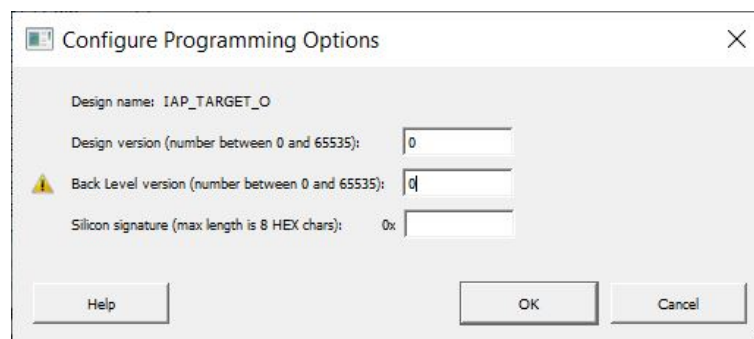 Configure Programming Options
Design name: IAP_TARGET_O
Design version (number between 0 and 65535): 0
Back Level version (number between 0 and 65535): 0
Silicon signature (max length is 8 HEX chars): 0x
Help OK Cancel